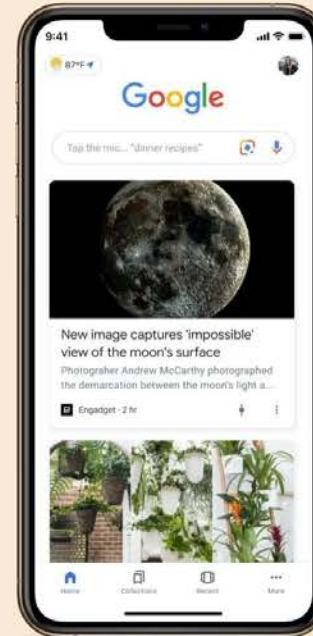 9:41
87°F
Google
Tap the mic... "dinner recipes"
New image captures 'impossible'
view of the moon's surface
Photograher Andrew McCarthy photographed
the demarcation between the moon's light a...
Engadget · 2 hr
Home Collections Recent More